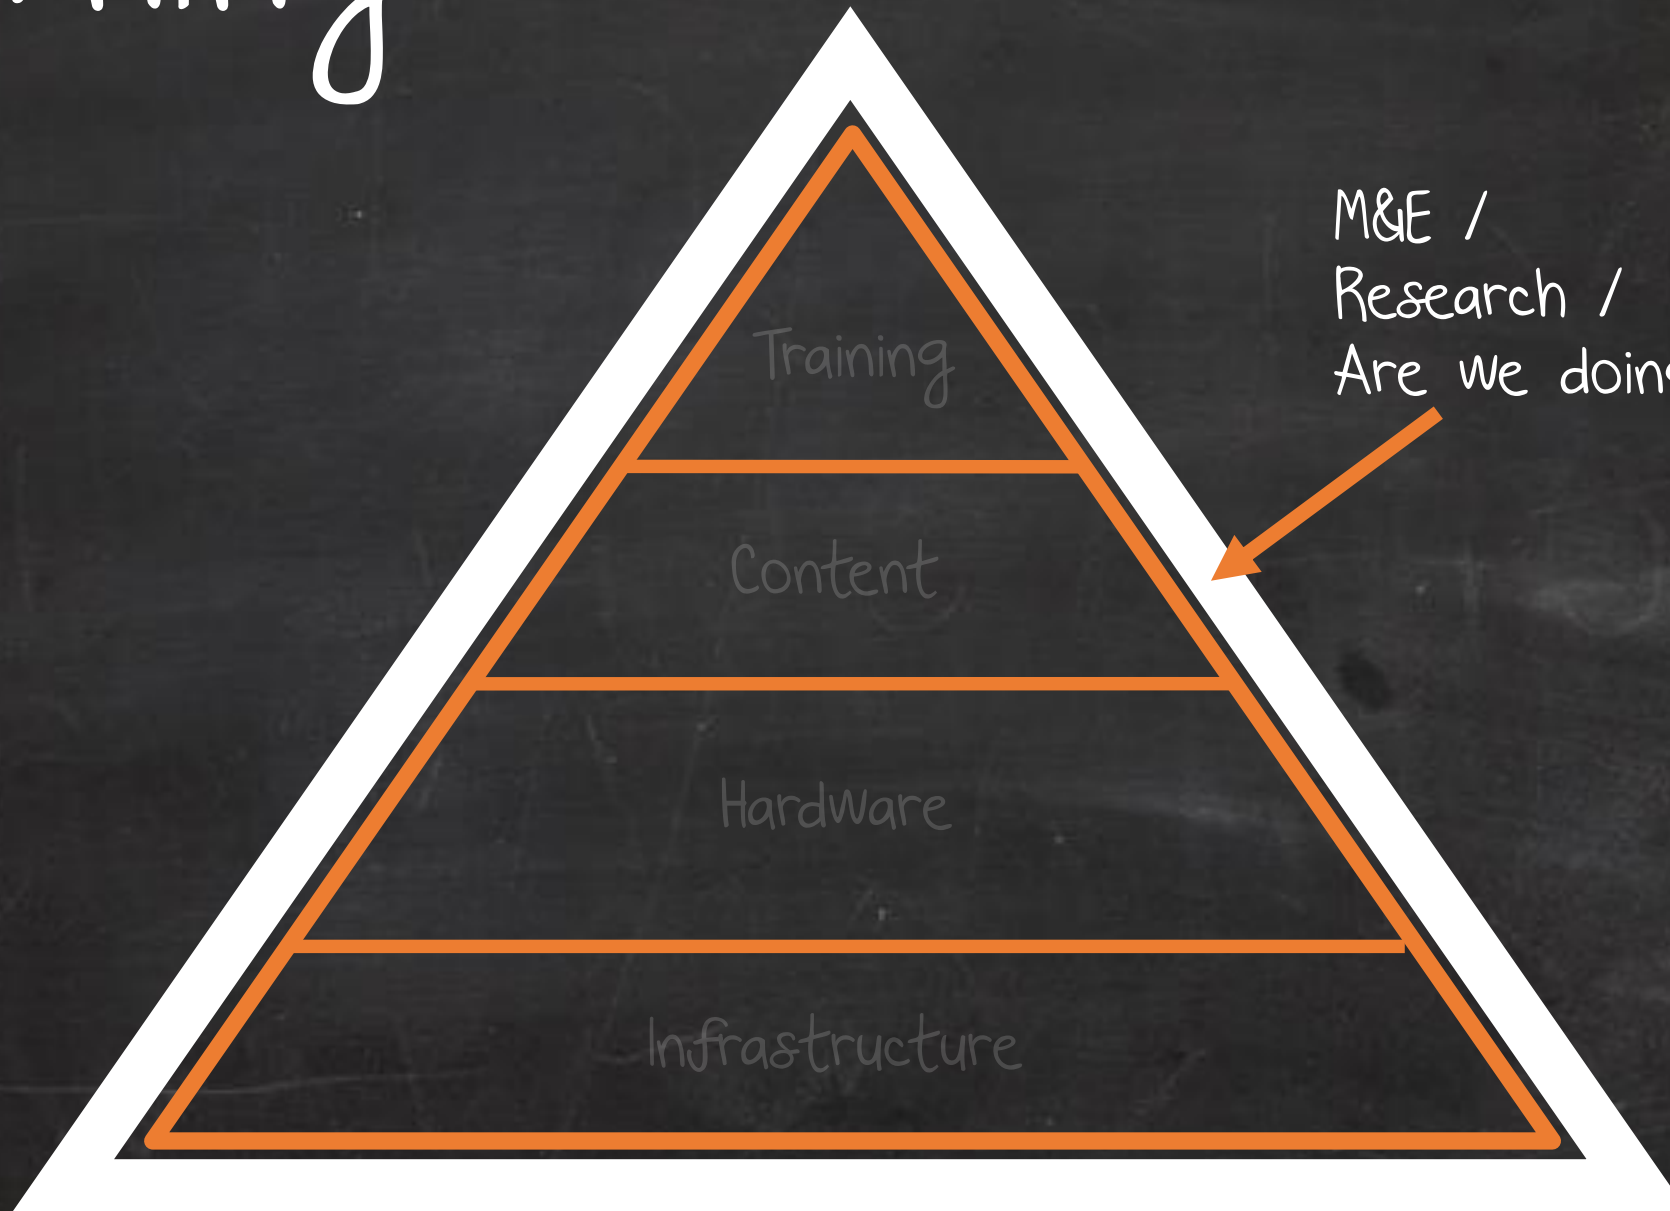 M&E /
Research /
Are we
Training
Content
Hardware
Infrastructure